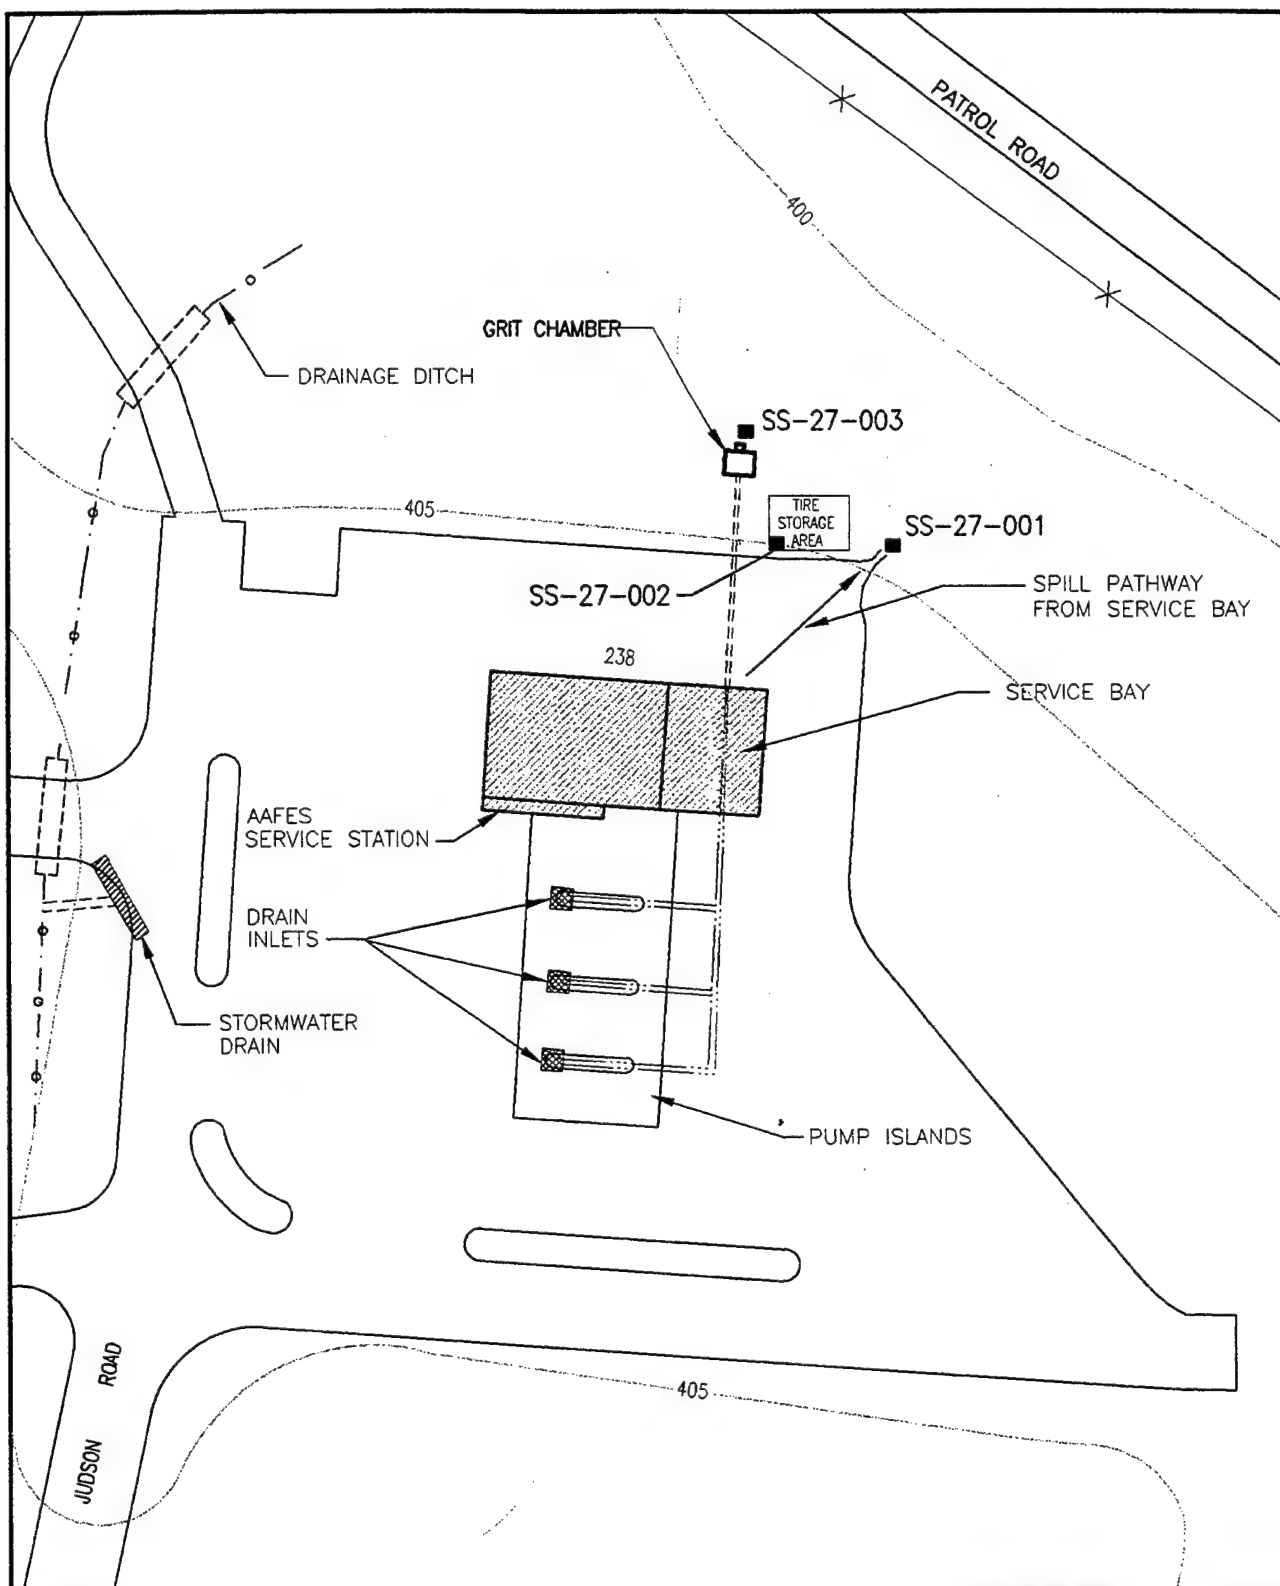 PATROL ROAD
400
GRIT CHAMBER
DRAINAGE DITCH
SS-27-003
405
TIRE
STORAGE
AREA
SS-27-001
SS-27-002
SPILL PATHWAY
FROM SERVICE BAY
238
SERVICE BAY
AAFES
SERVICE STATION
DRAIN
INLETS
STORMWATER
DRAIN
PUMP ISLANDS
JUDSON ROAD
405